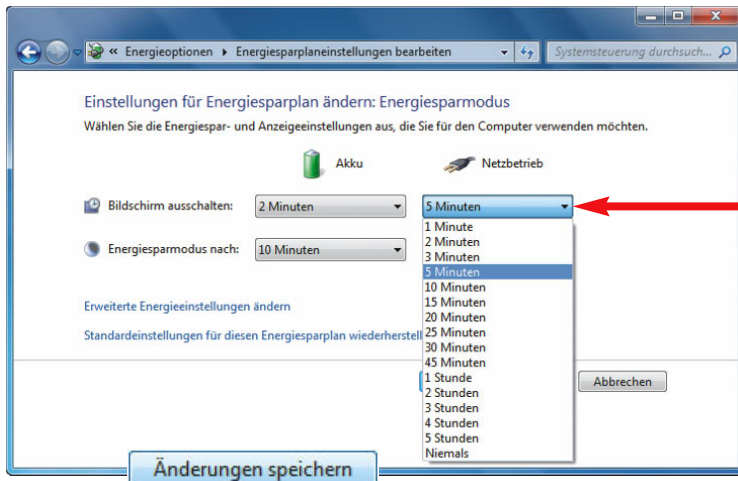 « Energieoptionen ▸ Energiesparplaneinstellungen bearbeiten
Systemsteuerung durchsuch...
Einstellungen für Energiesparplan ändern: Energiesparmodus
Wählen Sie die Energiespar- und Anzeigeeinstellungen aus, die Sie für den Computer verwenden möchten.
Akku Netzbetrieb
Bildschirm ausschalten: 2 Minuten 5 Minuten
Energiesparmodus nach: 10 Minuten
1 Minute
2 Minuten
3 Minuten
5 Minuten
10 Minuten
15 Minuten
20 Minuten
25 Minuten
30 Minuten
45 Minuten
1 Stunde
2 Stunden
3 Stunden
4 Stunden
5 Stunden
Niemals
Erweiterte Energieeinstellungen ändern
Standardeinstellungen für diesen Energiesparplan wiederherstell
Abbrechen
Änderungen speichern